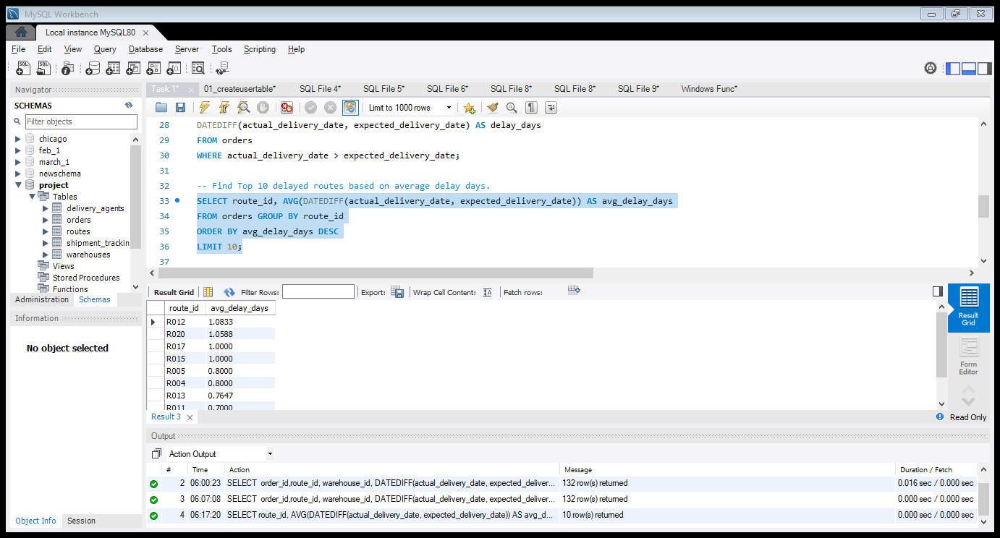 MySQL Workbench
Local instance MySQL80
File Edit View Query Database Server Tools Scripting Help
Navigator
SCHEMAS
Filter objects
chicago
feb_1
march_1
newschema
project
Tables
delivery_agents
orders
routes
shipment_trackin
warehouses
Views
Stored Procedures
Functions
Administration Schemas
Information
No object selected
Object Info Session
Task 1* 01_createusertable* SQL File 4* SQL File 5* SQL File 6* SQL File 8* SQL File 8* SQL File 9* Windows Func*
Limit to 1000 rows
28 DATEDIFF(actual_delivery_date, expected_delivery_date) AS delay_days
29 FROM orders
30 WHERE actual_delivery_date > expected_delivery_date;
31
32 -- Find Top 10 delayed routes based on average delay days.
33 SELECT route_id, AVG(DATEDIFF(actual_delivery_date, expected_delivery_date)) AS avg_delay_days
34 FROM orders GROUP BY route_id
35 ORDER BY avg_delay_days DESC
36 LIMIT 10;
37
Result Grid Filter Rows: Export: Wrap Cell Content: Fetch rows:
route_id avg_delay_days
R012 1.0833
R020 1.0588
R017 1.0000
R015 1.0000
R005 0.8000
R004 0.8000
R013 0.7647
R011 0.7000
Result Grid
Form Editor
Result 3
Read Only
Output
Action Output
# Time Action Message Duration / Fetch
2 06:00:23 SELECT order_id,route_id, warehouse_id, DATEDIFF(actual_delivery_date, expected_deliver... 132 row(s) returned 0.016 sec / 0.000 sec
3 06:07:08 SELECT order_id,route_id, warehouse_id, DATEDIFF(actual_delivery_date, expected_deliver... 132 row(s) returned 0.000 sec / 0.000 sec
4 06:17:20 SELECT route_id, AVG(DATEDIFF(actual_delivery_date, expected_delivery_date)) AS avg_d... 10 row(s) returned 0.000 sec / 0.000 sec